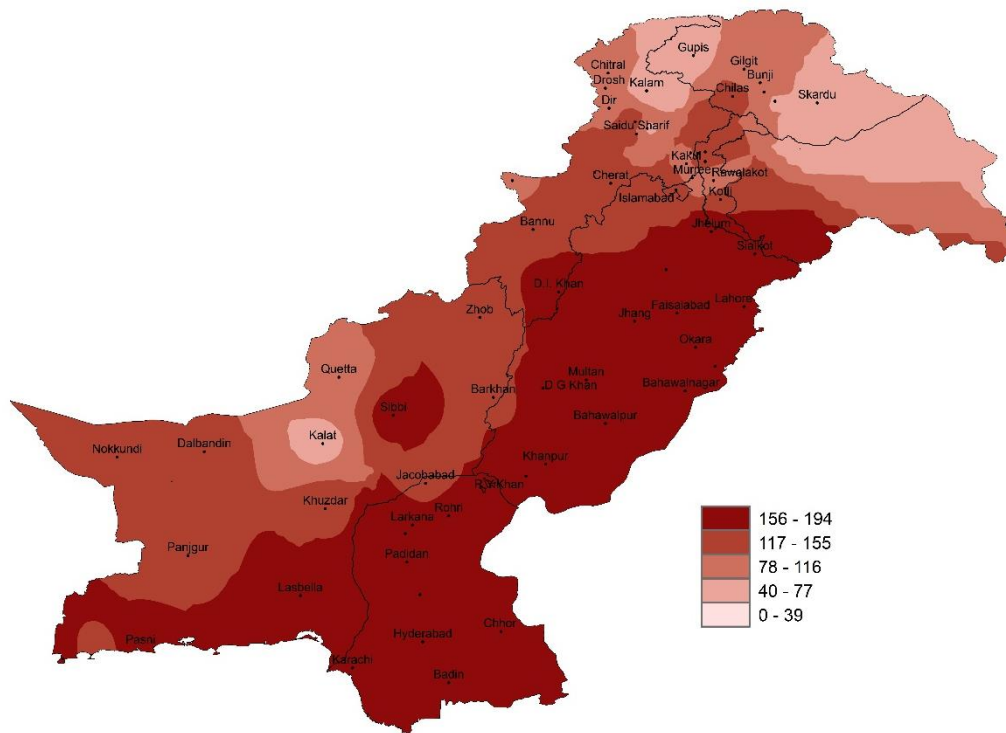 Gupis
Gilgit
Chitral
Bunji
Drosh
Kalam
Chilas
Skardu
Dir
Saidu Sharif
Kakul
Murree
Rawalakot
Cherat
Islamabad
Kotli
Bannu
Jhelum
Sialkot
D.I. Khan
Zhob
Lahore
Faisalabad
Jhang
Okara
Quetta
Multan
D.G Khan
Barkhan
Bahawalnagar
Sibbi
Bahawalpur
Kalat
Nokkundi
Dalbandin
Khanpur
Jacobabad
Khuzdar
Rohri
Larkana
Panjgur
Padidan
Lasbella
Pasni
Hyderabad
Chhor
Karachi
Badin
156 - 194
117 - 155
78 - 116
40 - 77
0 - 39